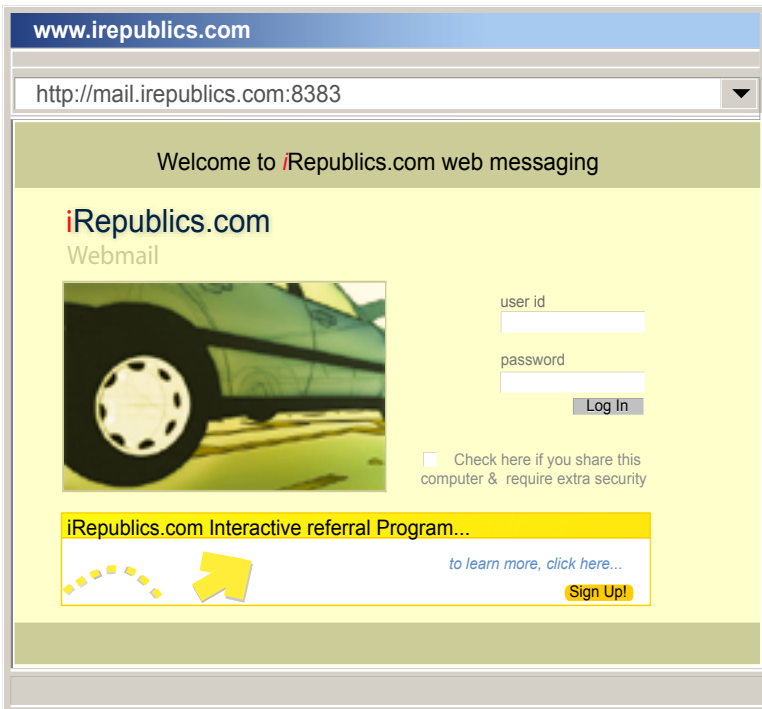 www.irepublics.com
http://mail.irepublics.com:8383
Welcome to iRepublics.com web messaging
iRepublics.com
Webmail
user id
password
Log In
Check here if you share this
computer & require extra security
iRepublics.com Interactive referral Program...
to learn more, click here...
Sign Up!